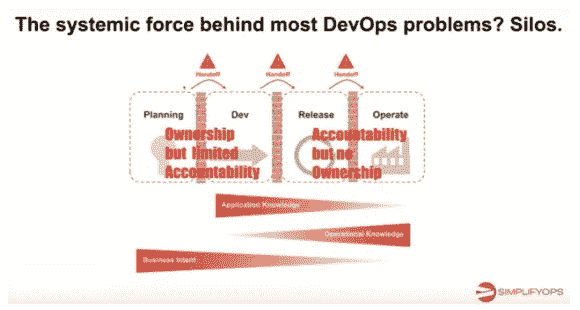 The systemic force behind most DevOps problems? Silos.
Handoff
Handoff
Handoff
Planning
Dev
Release
Operate
Ownership
but limited
Accountability
Accountability
but no
Ownership
Application Knowledge
Operational Knowledge
Business Intent
SIMPLIFYOPS